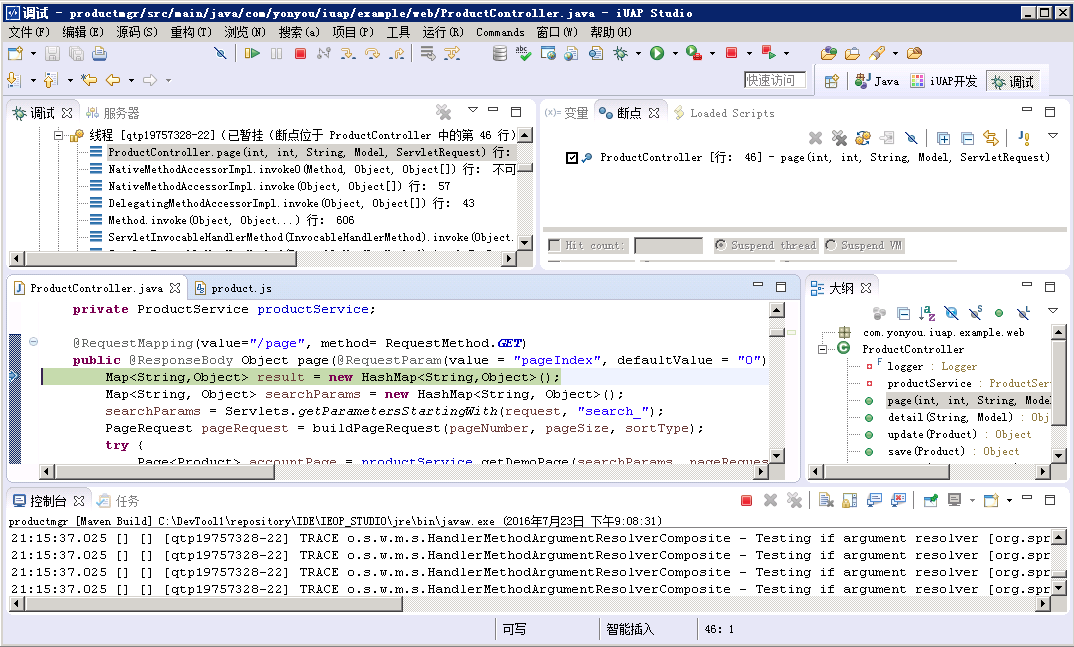 调试 - productmgr/src/main/java/com/yonyou/iuap/example/web/ProductController.java - iUAP Studio
文件(F) 编辑(E) 源码(S) 重构(T) 浏览(N) 搜索(a) 项目(P) 工具 运行(R) Commands 窗口(W) 帮助(H)
快速访问 Java iUAP开发 调试
调试 服务器
线程 [qtp19757328-22] (已暂挂 (断点位于 ProductController 中的第 46 行)
ProductController.page(int, int, String, Model, ServletRequest) 行:
NativeMethodAccessorImpl.invoke0(Method, Object, Object[]) 行: 不可
NativeMethodAccessorImpl.invoke(Object, Object[]) 行: 57
DelegatingMethodAccessorImpl.invoke(Object, Object[]) 行: 43
Method.invoke(Object, Object...) 行: 606
ServletInvocableHandlerMethod(InvocableHandlerMethod).invoke(Object.
(x)= 变量 断点 Loaded Scripts
ProductController [行: 46] - page(int, int, String, Model, ServletRequest)
Hit count: Suspend thread Suspend VM
ProductController.java product.js
private ProductService productService;
@RequestMapping(value="/page", method= RequestMethod.GET)
public @ResponseBody Object page(@RequestParam(value = "pageIndex", defaultValue = "0")
Map<String,Object> result = new HashMap<String,Object>();
Map<String, Object> searchParams = new HashMap<String, Object>();
searchParams = Servlets.getParametersStartingWith(request, "search_");
PageRequest pageRequest = buildPageRequest(pageNumber, pageSize, sortType);
try {
Page<Product> accountPage = productService.getDemoPage(searchParams, pageReques
大纲
com.yonyou.iuap.example.web
ProductController
logger : Logger
productService : ProductSer
page(int, int, String, Mode
detail(String, Model) : Obj
update(Product) : Object
save(Product) : Object
控制台 任务
productmgr [Maven Build] C:\DevTool1\repository\IDE\IEOP_STUDIO\jre\bin\javaw.exe (2016年7月23日 下午9:08:31)
21:15:37.025 [] [] [qtp19757328-22] TRACE o.s.w.m.s.HandlerMethodArgumentResolverComposite - Testing if argument resolver [org.spr
21:15:37.025 [] [] [qtp19757328-22] TRACE o.s.w.m.s.HandlerMethodArgumentResolverComposite - Testing if argument resolver [org.spr
21:15:37.025 [] [] [qtp19757328-22] TRACE o.s.w.m.s.HandlerMethodArgumentResolverComposite - Testing if argument resolver [org.spr
21:15:37.025 [] [] [qtp19757328-22] TRACE o.s.w.m.s.HandlerMethodArgumentResolverComposite - Testing if argument resolver [org.spr
可写 智能插入 46: 1